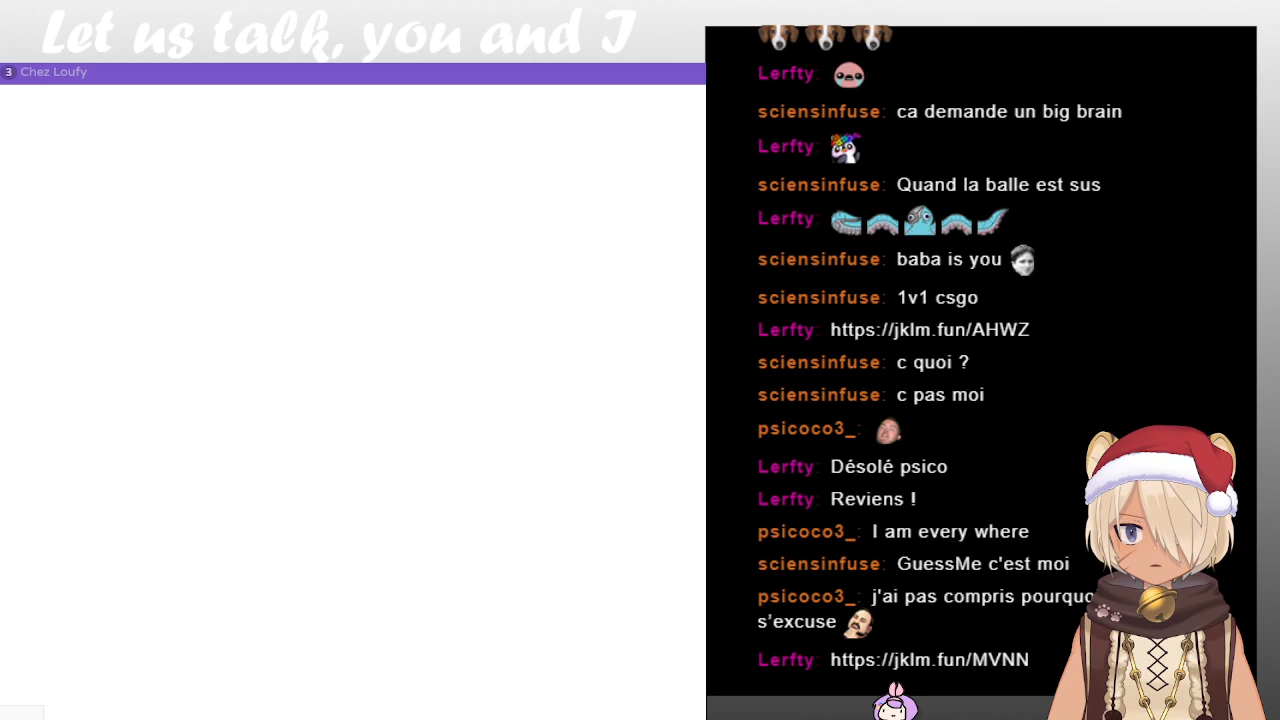 Let us talk, you and I
3 Chez Loufy
Lerfty:
sciensinfuse: ca demande un big brain
Lerfty:
sciensinfuse: Quand la balle est sus
Lerfty:
sciensinfuse: baba is you
sciensinfuse: 1v1 csgo
Lerfty: https://jklm.fun/AHWZ
sciensinfuse: c quoi ?
sciensinfuse: c pas moi
psicoco3_:
Lerfty: Désolé psico
Lerfty: Reviens !
psicoco3_: I am every where
sciensinfuse: GuessMe c'est moi
psicoco3_: j'ai pas compris
s'excuse
Lerfty: https://jklm.fun/MVNN